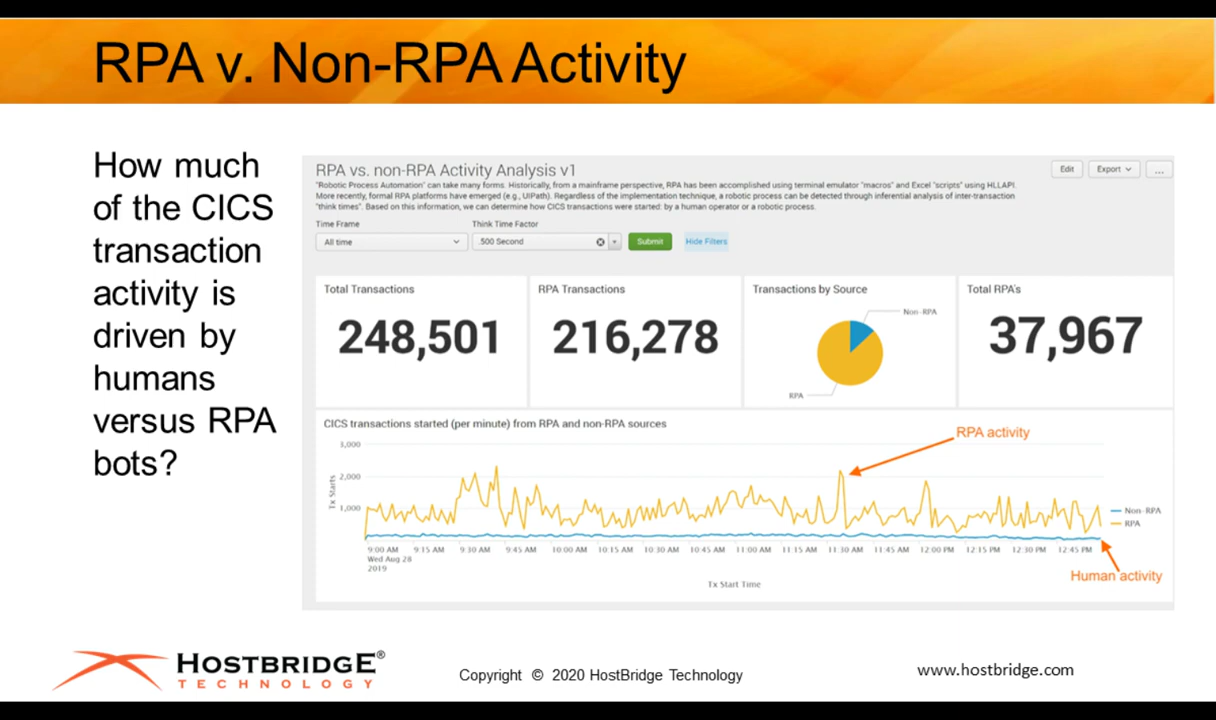 RPA v. Non-RPA Activity
How much
of the CICS
transaction
activity is
driven by
humans
versus RPA
bots?
RPA vs. non-RPA Activity Analysis v1
Edit
Export
...
"Robotic Process Automation" can take many forms. Historically, from a mainframe perspective, RPA has been accomplished using terminal emulator "macros" and Excel "scripts" using HLLAPI.
More recently, formal RPA platforms have emerged (e.g., UIPath). Regardless of the implementation technique, a robotic process can be detected through inferential analysis of inter-transaction
"think times". Based on this information, we can determine how CICS transactions were started: by a human operator or a robotic process.
Time Frame
Think Time Factor
All time
.500 Second
Submit
Hide Filters
Total Transactions
248,501
RPA Transactions
216,278
Transactions by Source
Non-RPA
RPA
Total RPA's
37,967
CICS transactions started (per minute) from RPA and non-RPA sources
RPA activity
3,000
2,000
1,000
Tx Starts
Non-RPA
RPA
9:00 AM 9:15 AM 9:30 AM 9:45 AM 10:00 AM 10:15 AM 10:30 AM 10:45 AM 11:00 AM 11:15 AM 11:30 AM 11:45 AM 12:00 PM 12:15 PM 12:30 PM 12:45 PM
Wed Aug 28
2019
Tx Start Time
Human activity
HOSTBRIDGE®
TECHNOLOGY
Copyright © 2020 HostBridge Technology
www.hostbridge.com